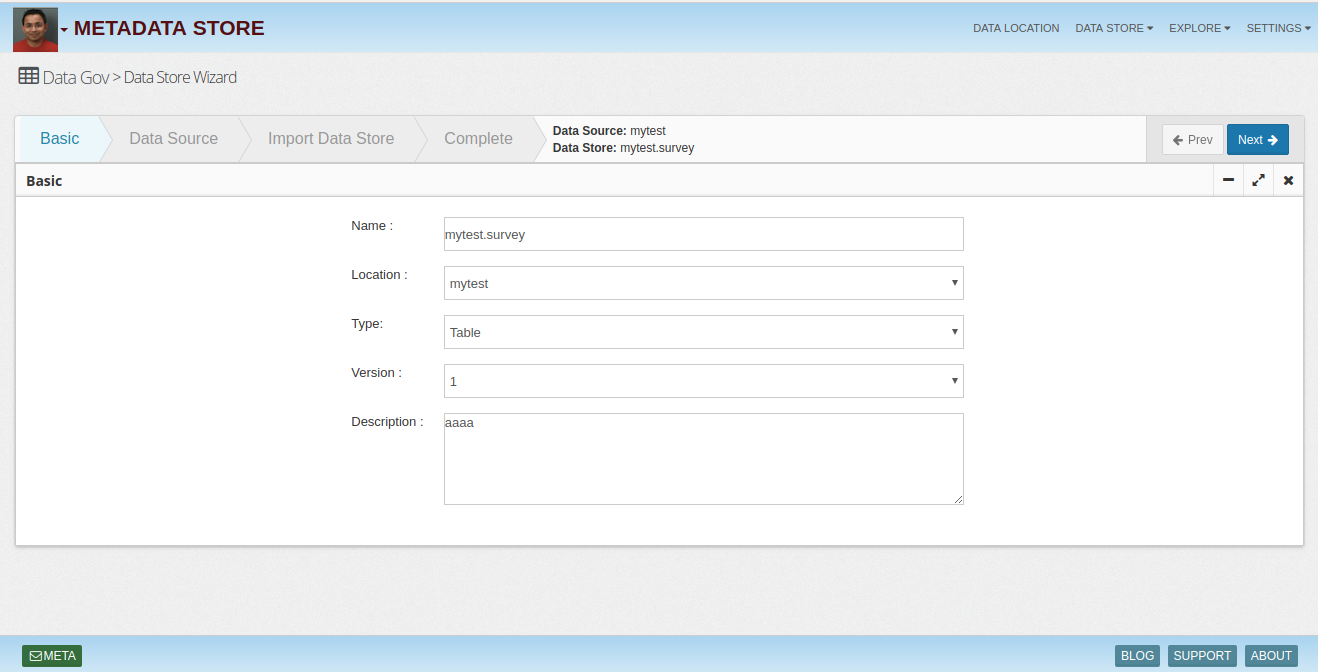 METADATA STORE
DATA LOCATION DATA STORE EXPLORE SETTINGS
Data Gov > Data Store Wizard
Basic Data Source Import Data Store Complete
Data Source: mytest
Data Store: mytest.survey
Prev Next
Basic
Name : mytest.survey
Location : mytest
Type: Table
Version : 1
Description : aaaa
META BLOG SUPPORT ABOUT